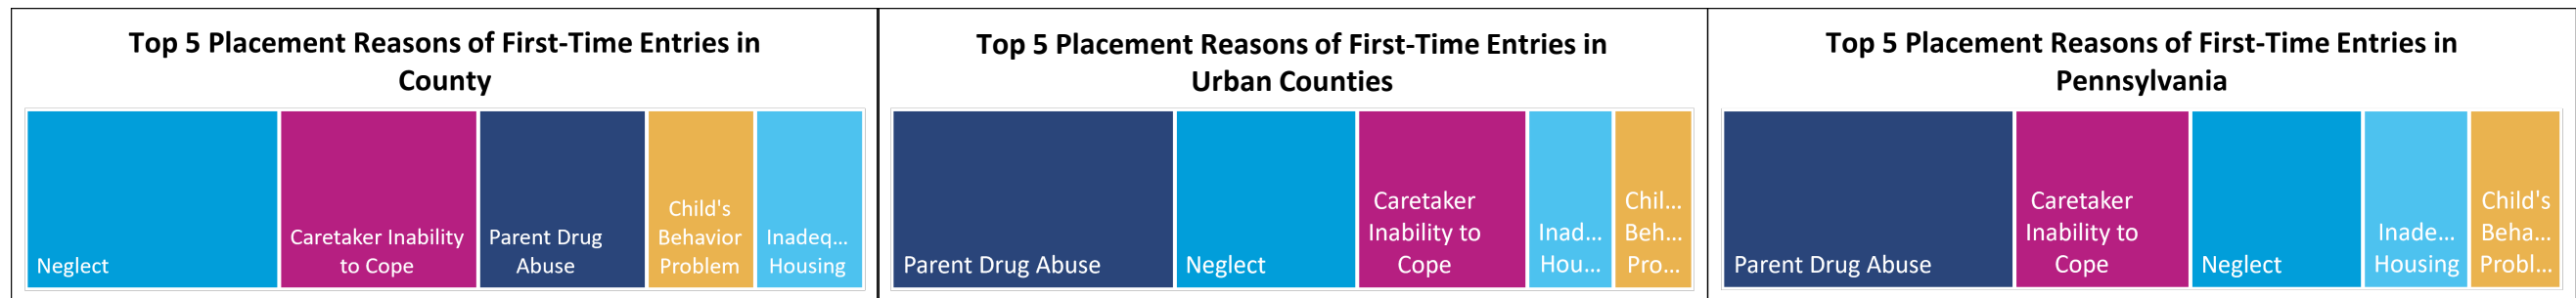 Top 5 Placement Reasons of First-Time Entries in
County
Neglect
Caretaker Inability
to Cope
Parent Drug
Abuse
Child's
Behavior
Problem
Inadeq...
Housing
Top 5 Placement Reasons of First-Time Entries in
Urban Counties
Parent Drug Abuse
Neglect
Caretaker
Inability to
Cope
Inad...
Hou...
Chil...
Beh...
Pro...
Top 5 Placement Reasons of First-Time Entries in
Pennsylvania
Parent Drug Abuse
Caretaker
Inability to
Cope
Neglect
Inade...
Housing
Child's
Beha...
Probl...